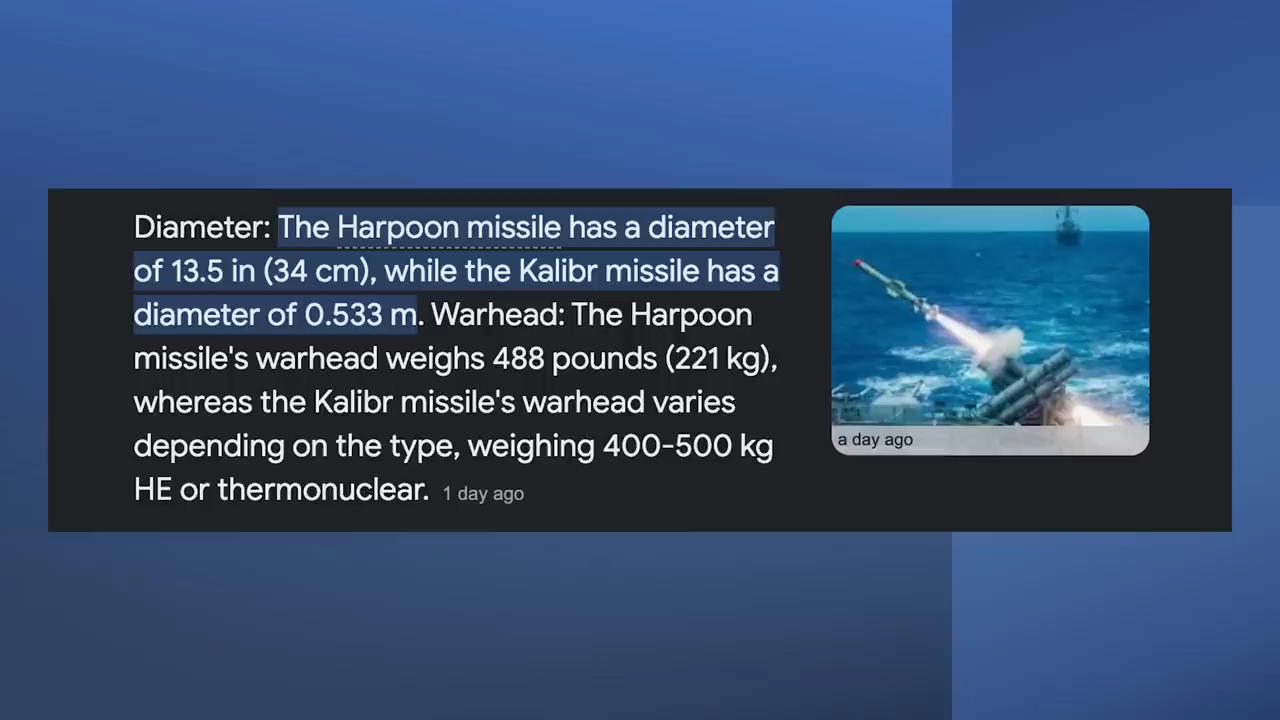 Diameter: The Harpoon missile has a diameter
of 13.5 in (34 cm), while the Kalibr missile has a
diameter of 0.533 m. Warhead: The Harpoon
missile's warhead weighs 488 pounds (221 kg),
whereas the Kalibr missile's warhead varies
depending on the type, weighing 400-500 kg
HE or thermonuclear. 1 day ago
a day ago